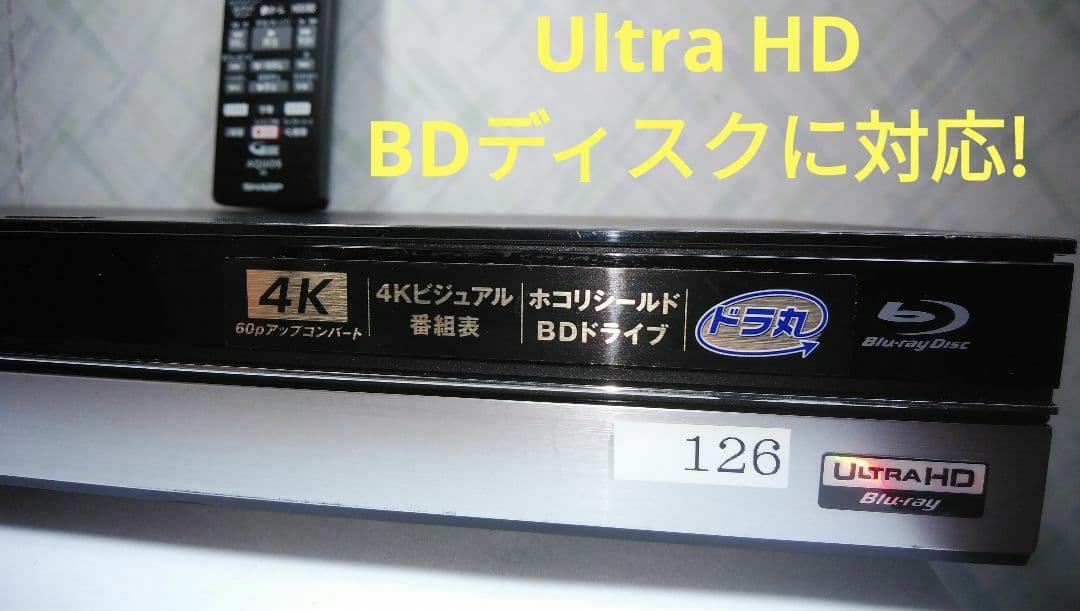 Ultra HD
BDディスクに対応!
AQUOS
SHARP
4K
60pアップコンバート
4Kビジュアル
番組表
ホコリシールド
BDドライブ
ドラ丸
Blu-ray Disc
126
ULTRA HD
Blu-ray